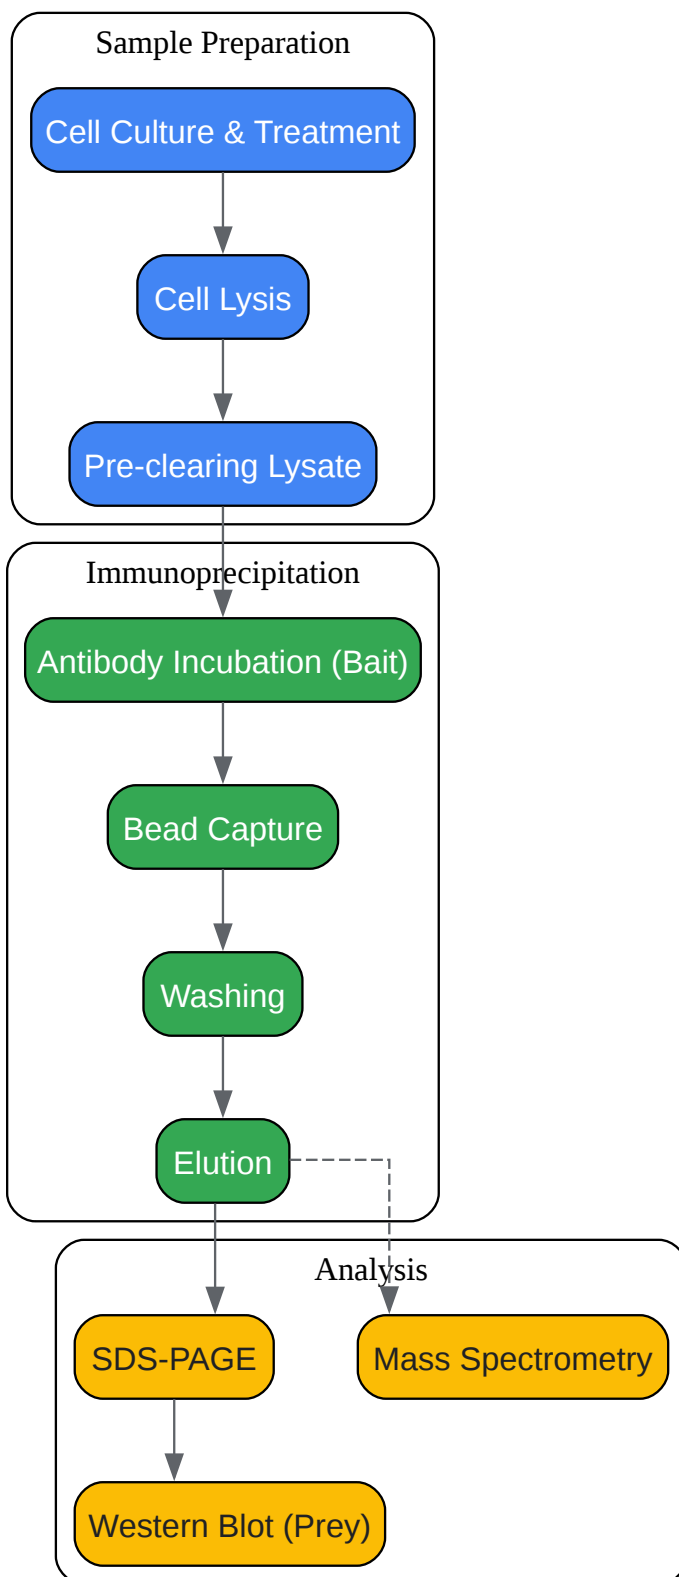 Sample Preparation
Cell Culture & Treatment
Cell Lysis
Pre-clearing Lysate
Immunoprecipitation
Antibody Incubation (Bait)
Bead Capture
Washing
Elution
Analysis
SDS-PAGE
Mass Spectrometry
Western Blot (Prey)